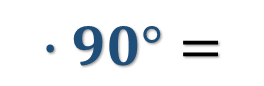 · 90° =